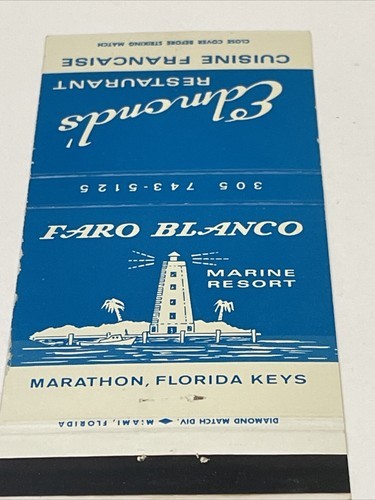 CLOSE COVER BEFORE STRIKING MATCH
CUISINE FRANCAISE
RESTAURANT
Edmond's
305 743-5125
FARO BLANCO
MARINE
RESORT
MARATHON, FLORIDA KEYS
DIAMOND MATCH DIV. MIAMI, FLORIDA